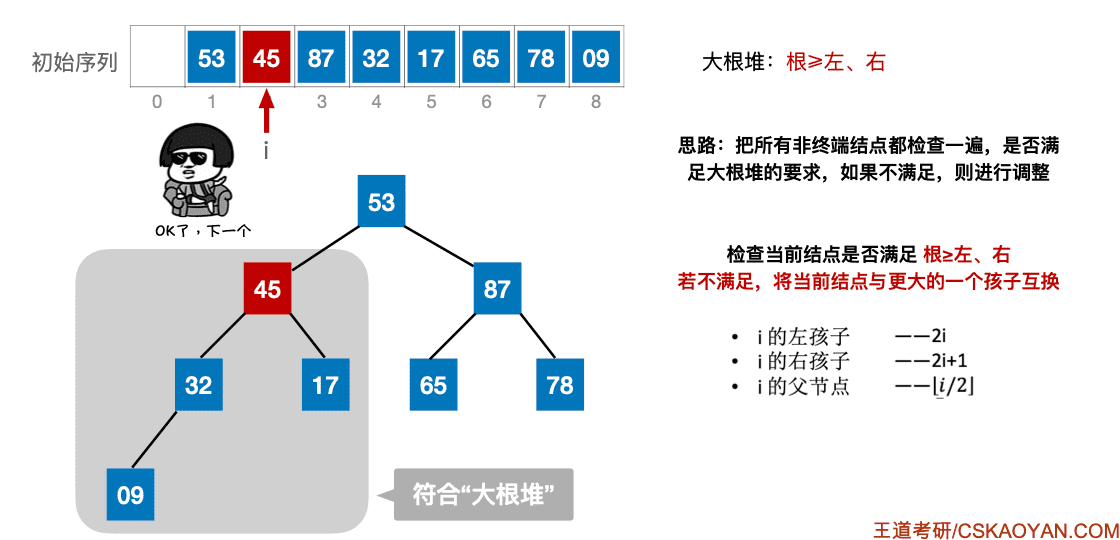 初始序列
53 45 87 32 17 65 78 09
0 1 3 4 5 6 7 8
i
OK了，下一个
大根堆：根≥左、右
思路：把所有非终端结点都检查一遍，是否满
足大根堆的要求，如果不满足，则进行调整
检查当前结点是否满足 根≥左、右
若不满足，将当前结点与更大的一个孩子互换
• i 的左孩子 ——2i
• i 的右孩子 ——2i+1
• i 的父节点 ——⌊i/2⌋
53
45 87
32 17 65 78
09
符合“大根堆”
王道考研/CSKAOYAN.COM